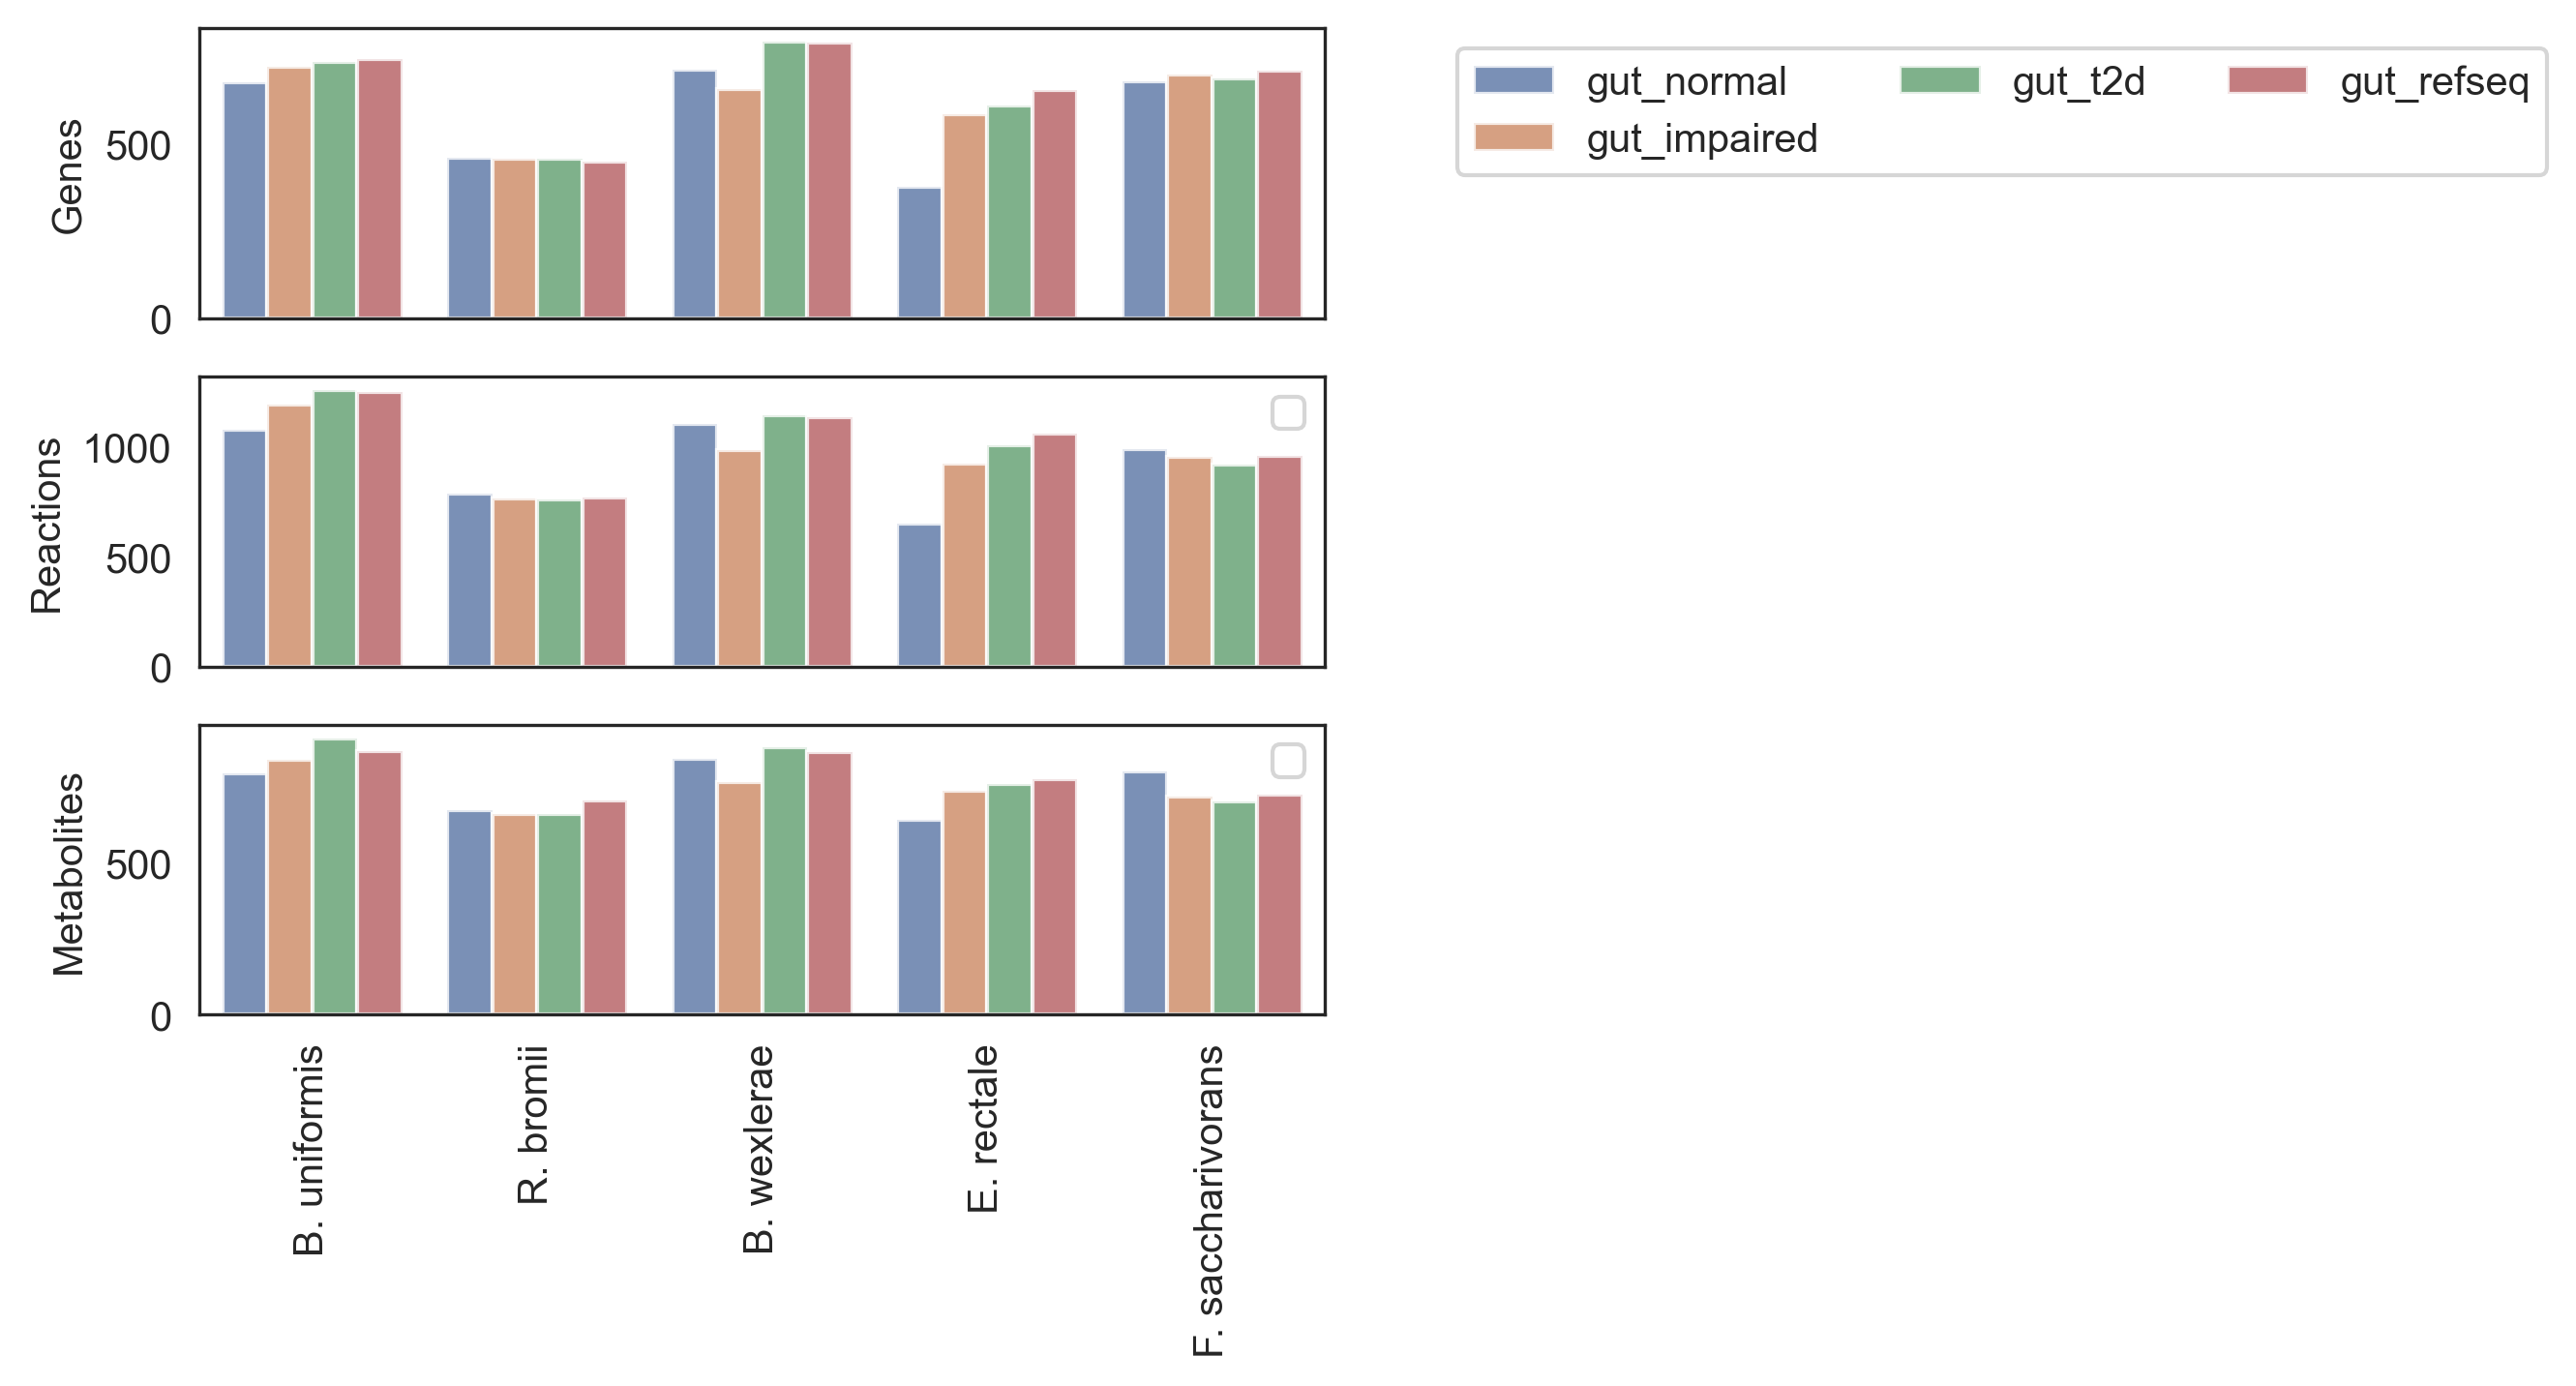 Genes
500
0
gut_normal
gut_impaired
gut_t2d
gut_refseq
Reactions
1000
500
0
Metabolites
500
0
B. uniformis
R. bromii
B. wexlerae
E. rectale
F. saccharivorans